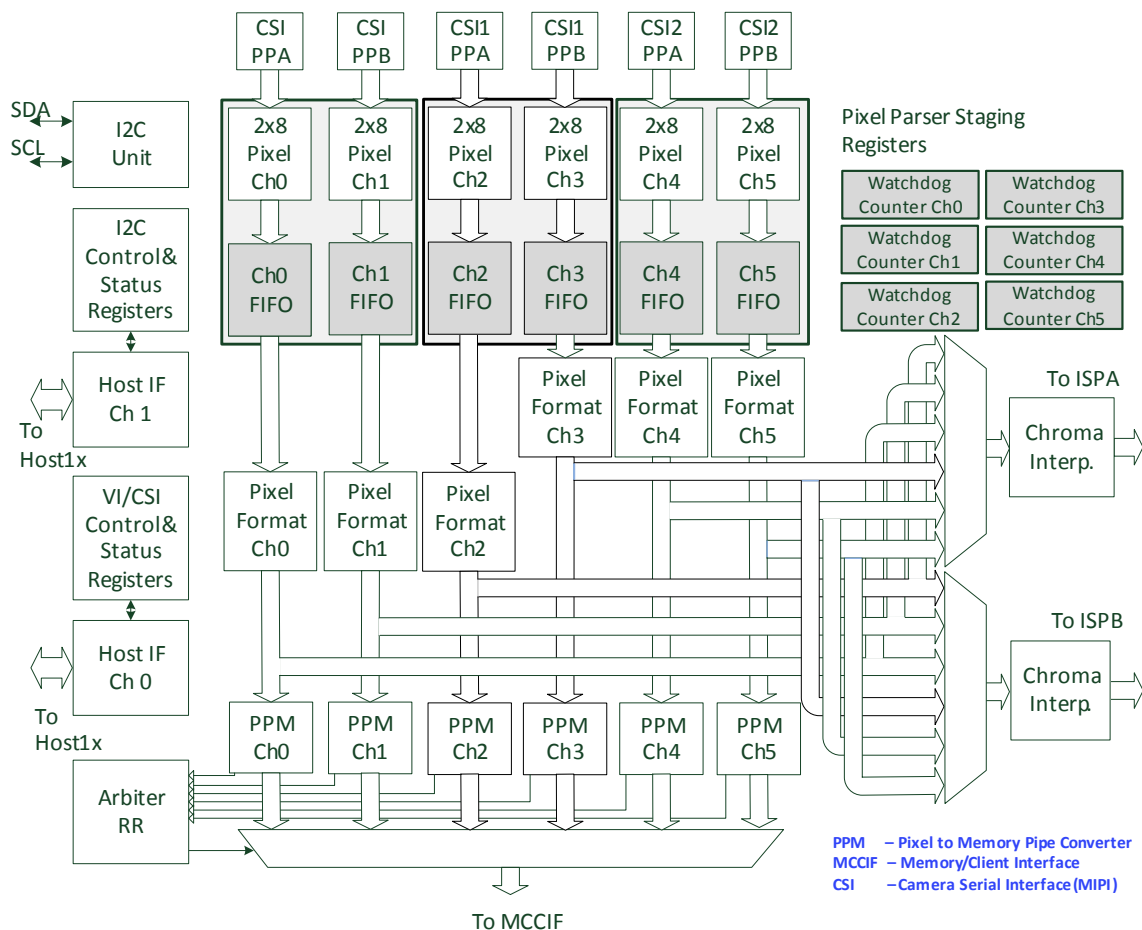 CSI
PPA
CSI
PPB
CSI1
PPA
CSI1
PPB
CSI2
PPA
CSI2
PPB
SDA
SCL
I2C
Unit
2x8
Pixel
Ch0
2x8
Pixel
Ch1
2x8
Pixel
Ch2
2x8
Pixel
Ch3
2x8
Pixel
Ch4
2x8
Pixel
Ch5
Pixel Parser Staging
Registers
Watchdog
Counter Ch0
Watchdog
Counter Ch3
Watchdog
Counter Ch1
Watchdog
Counter Ch4
Watchdog
Counter Ch2
Watchdog
Counter Ch5
I2C
Control&
Status
Registers
Ch0
FIFO
Ch1
FIFO
Ch2
FIFO
Ch3
FIFO
Ch4
FIFO
Ch5
FIFO
Host IF
Ch 1
To
Host1x
Pixel
Format
Ch3
Pixel
Format
Ch4
Pixel
Format
Ch5
To ISPA
Chroma
Interp.
VI/CSI
Control&
Status
Registers
Pixel
Format
Ch0
Pixel
Format
Ch1
Pixel
Format
Ch2
Host IF
Ch 0
To
Host1x
To ISPB
Chroma
Interp.
PPM
Ch0
PPM
Ch1
PPM
Ch2
PPM
Ch3
PPM
Ch4
PPM
Ch5
Arbiter
RR
To MCCIF
PPM – Pixel to Memory Pipe Converter
MCCIF – Memory/Client Interface
CSI – Camera Serial Interface(MIPI)